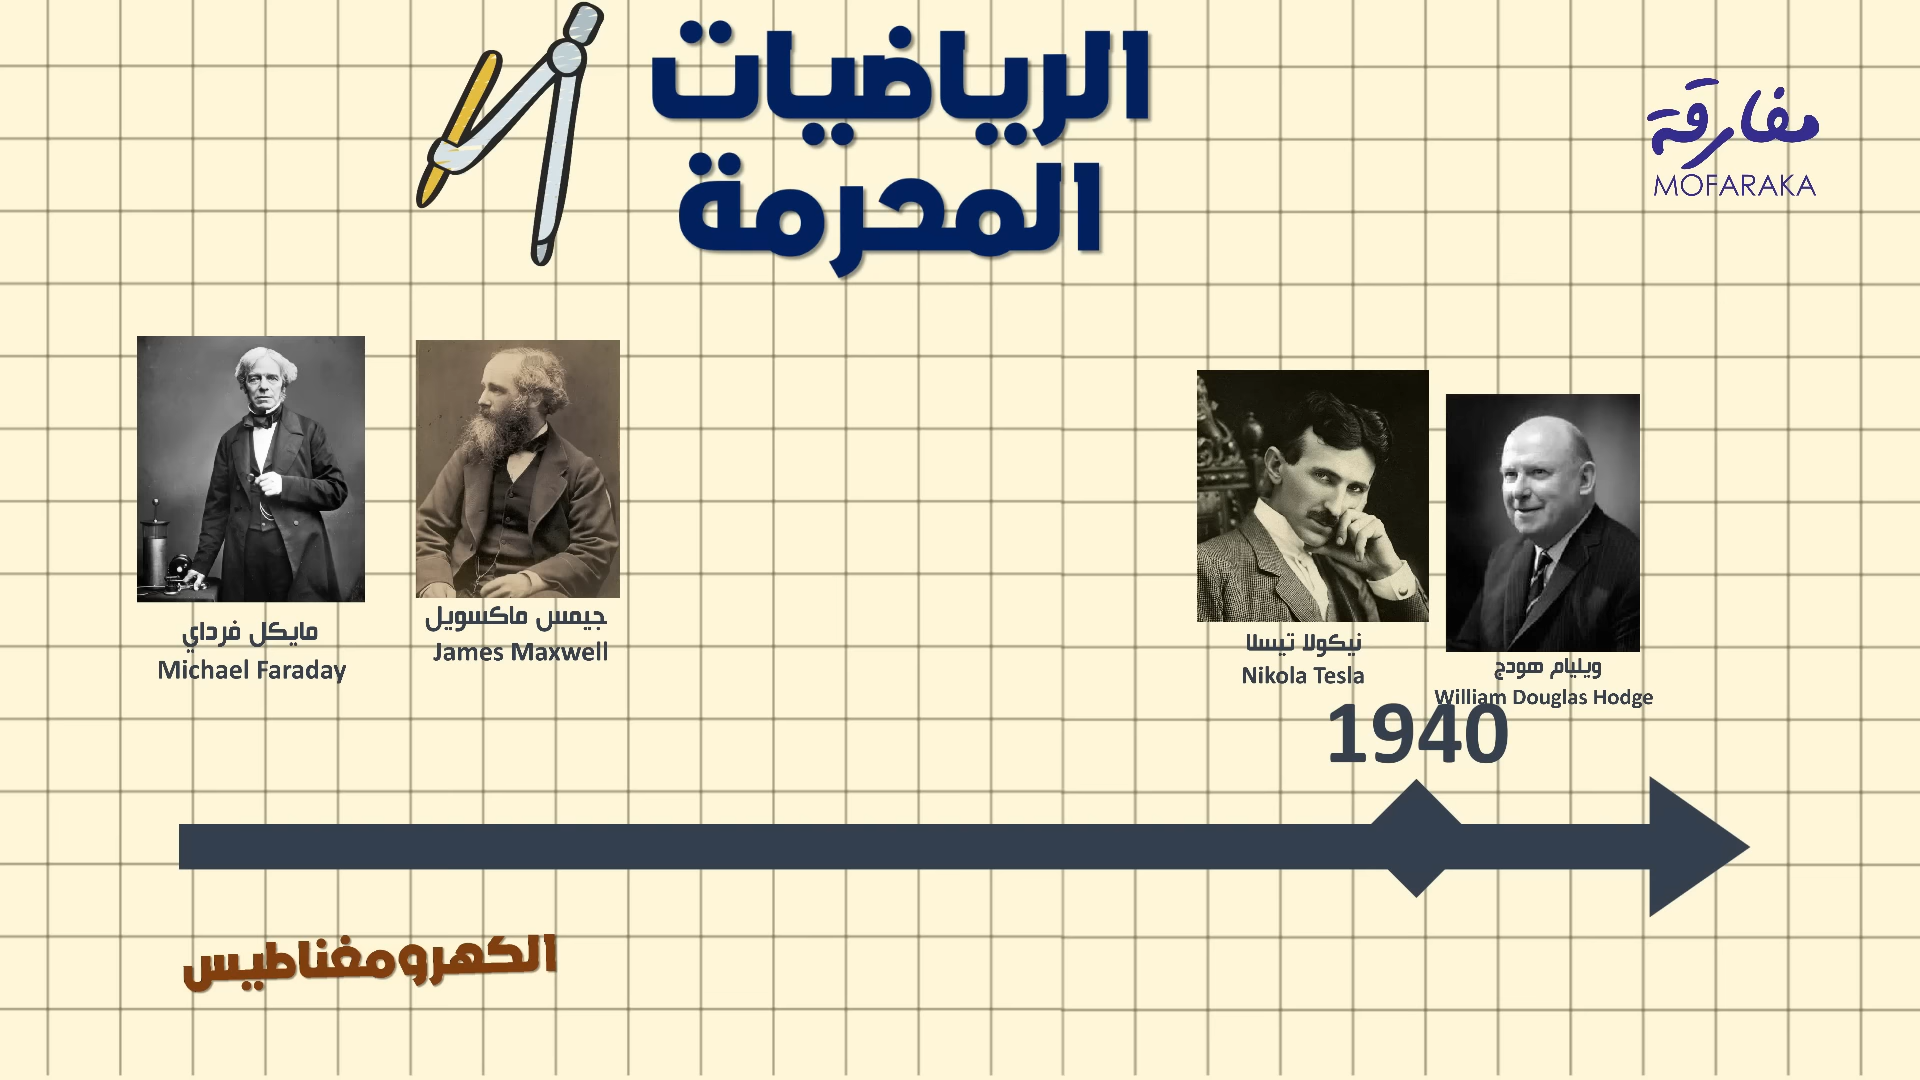 الرياضيات
المحرمة
مفارقة
MOFARAKA
مايكل فرداي
Michael Faraday
جيمس ماكسويل
James Maxwell
نيكولا تيسلا
Nikola Tesla
ويليام هودج
William Douglas Hodge
1940
الكهرومغناطيس